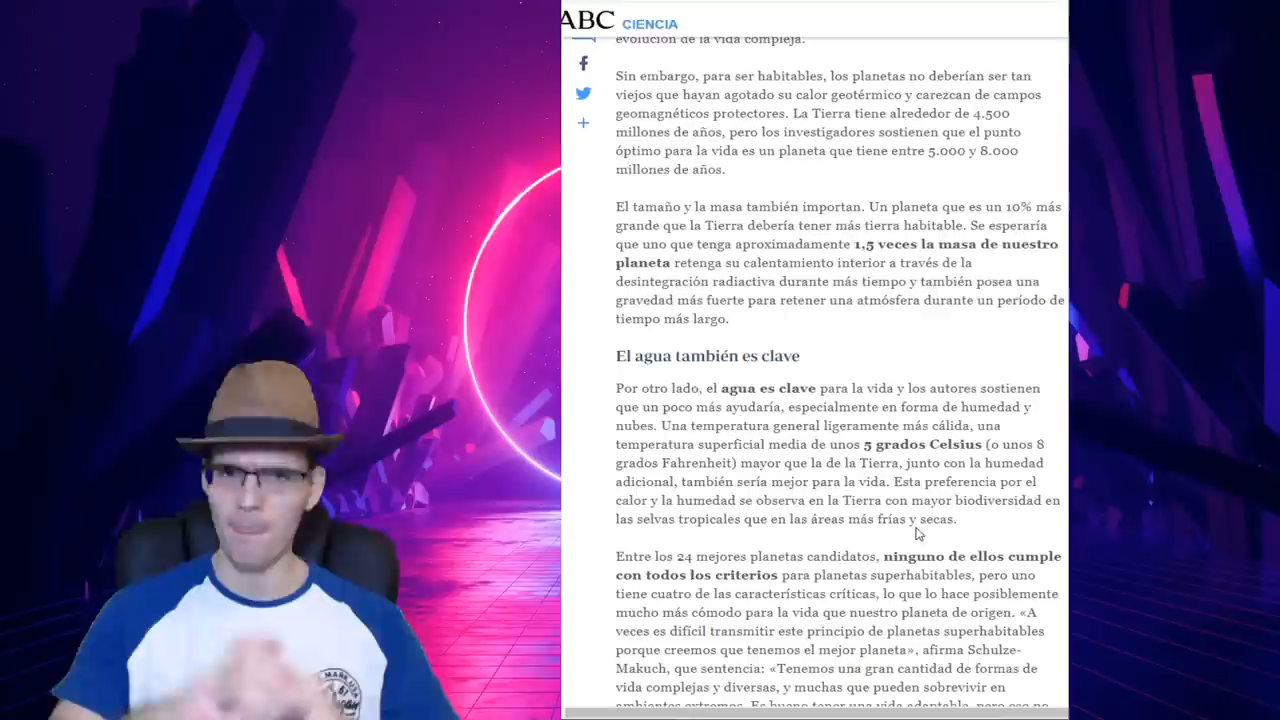 ABC CIENCIA
evolución de la vida compleja.
Sin embargo, para ser habitables, los planetas no deberían ser tan
viejos que hayan agotado su calor geotérmico y carezcan de campos
geomagnéticos protectores. La Tierra tiene alrededor de 4.500
millones de años, pero los investigadores sostienen que el punto
óptimo para la vida es un planeta que tiene entre 5.000 y 8.000
millones de años.
El tamaño y la masa también importan. Un planeta que es un 10% más
grande que la Tierra debería tener más tierra habitable. Se esperaría
que uno que tenga aproximadamente 1,5 veces la masa de nuestro
planeta retenga su calentamiento interior a través de la
desintegración radiactiva durante más tiempo y también posea una
gravedad más fuerte para retener una atmósfera durante un período de
tiempo más largo.
El agua también es clave
Por otro lado, el agua es clave para la vida y los autores sostienen
que un poco más ayudaría, especialmente en forma de humedad y
nubes. Una temperatura general ligeramente más cálida, una
temperatura superficial media de unos 5 grados Celsius (o unos 8
grados Fahrenheit) mayor que la de la Tierra, junto con la humedad
adicional, también sería mejor para la vida. Esta preferencia por el
calor y la humedad se observa en la Tierra con mayor biodiversidad en
las selvas tropicales que en las áreas más frías y secas.
Entre los 24 mejores planetas candidatos, ninguno de ellos cumple
con todos los criterios para planetas superhabitables, pero uno
tiene cuatro de las características críticas, lo que lo hace posiblemente
mucho más cómodo para la vida que nuestro planeta de origen. «A
veces es difícil transmitir este principio de planetas superhabitables
porque creemos que tenemos el mejor planeta», afirma Schulze-
Makuch, que sentencia: «Tenemos una gran cantidad de formas de
vida complejas y diversas, y muchas que pueden sobrevivir en
ambientes extremos. Es bueno tener una vida adaptable, pero eso no